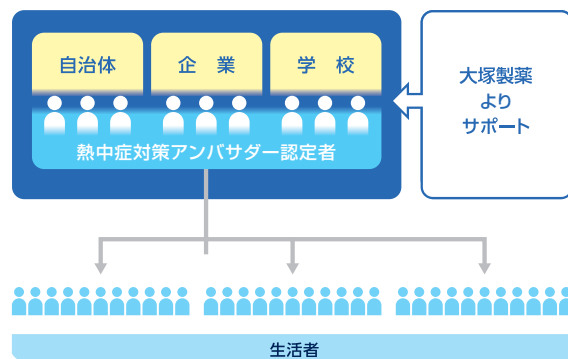 自治体
企 業
学 校
熱中症対策アンバサダー認定者
大塚製薬
より
サポート
生活者